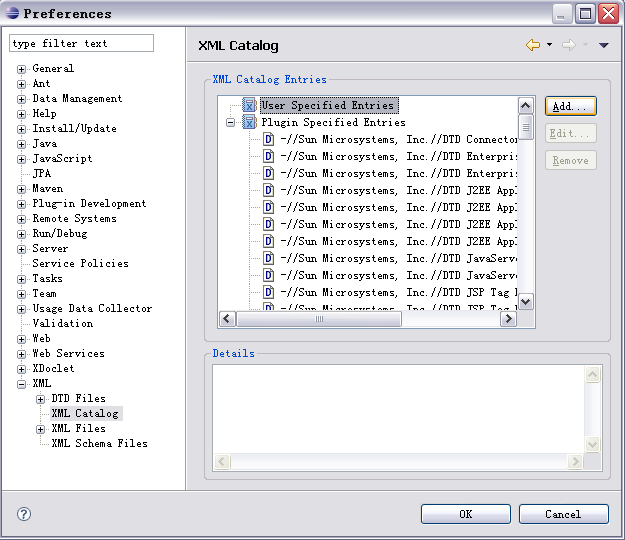 Preferences
type filter text
General
Ant
Data Management
Help
Install/Update
Java
JavaScript
JPA
Maven
Plug-in Development
Remote Systems
Run/Debug
Server
Service Policies
Tasks
Team
Usage Data Collector
Validation
Web
Web Services
XDoclet
XML
DTD Files
XML Catalog
XML Files
XML Schema Files
XML Catalog
XML Catalog Entries
User Specified Entries
Plugin Specified Entries
-//Sun Microsystems, Inc.//DTD Connector
-//Sun Microsystems, Inc.//DTD Enterpris
-//Sun Microsystems, Inc.//DTD Enterpris
-//Sun Microsystems, Inc.//DTD J2EE Appl
-//Sun Microsystems, Inc.//DTD J2EE Appl
-//Sun Microsystems, Inc.//DTD J2EE Appl
-//Sun Microsystems, Inc.//DTD J2EE Appl
-//Sun Microsystems, Inc.//DTD JavaServe
-//Sun Microsystems, Inc.//DTD JavaServe
-//Sun Microsystems, Inc.//DTD JSP Tag
-//Sun Microsystems, Inc.//DTD JSP Tag
Add...
Edit...
Remove
Details
OK
Cancel